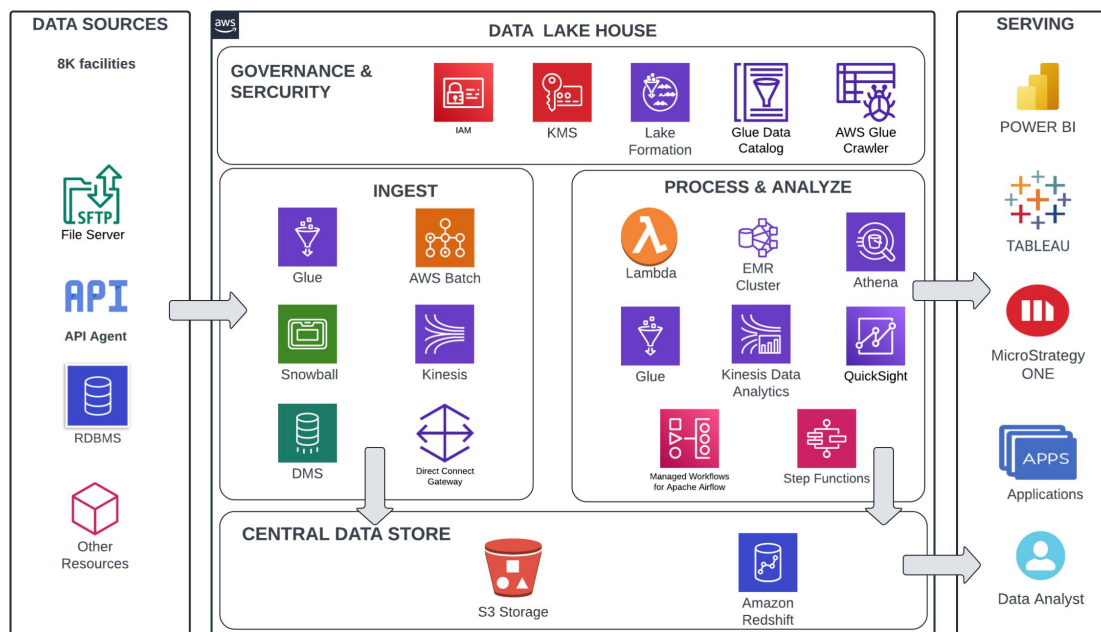 DATA SOURCES
8K facilities
SFTP
File Server
API
API Agent
RDBMS
Other
Resources
aws
DATA LAKE HOUSE
GOVERNANCE &
SERCURITY
IAM
KMS
Lake
Formation
Glue Data
Catalog
AWS Glue
Crawler
INGEST
Glue
AWS Batch
Snowball
Kinesis
DMS
Direct Connect
Gateway
PROCESS & ANALYZE
Lambda
EMR
Cluster
Athena
Glue
Kinesis Data
Analytics
QuickSight
Managed Workflows
for Apache Airflow
Step Functions
CENTRAL DATA STORE
S3 Storage
Amazon
Redshift
SERVING
POWER BI
TABLEAU
MicroStrategy
ONE
APPS
Applications
Data Analyst